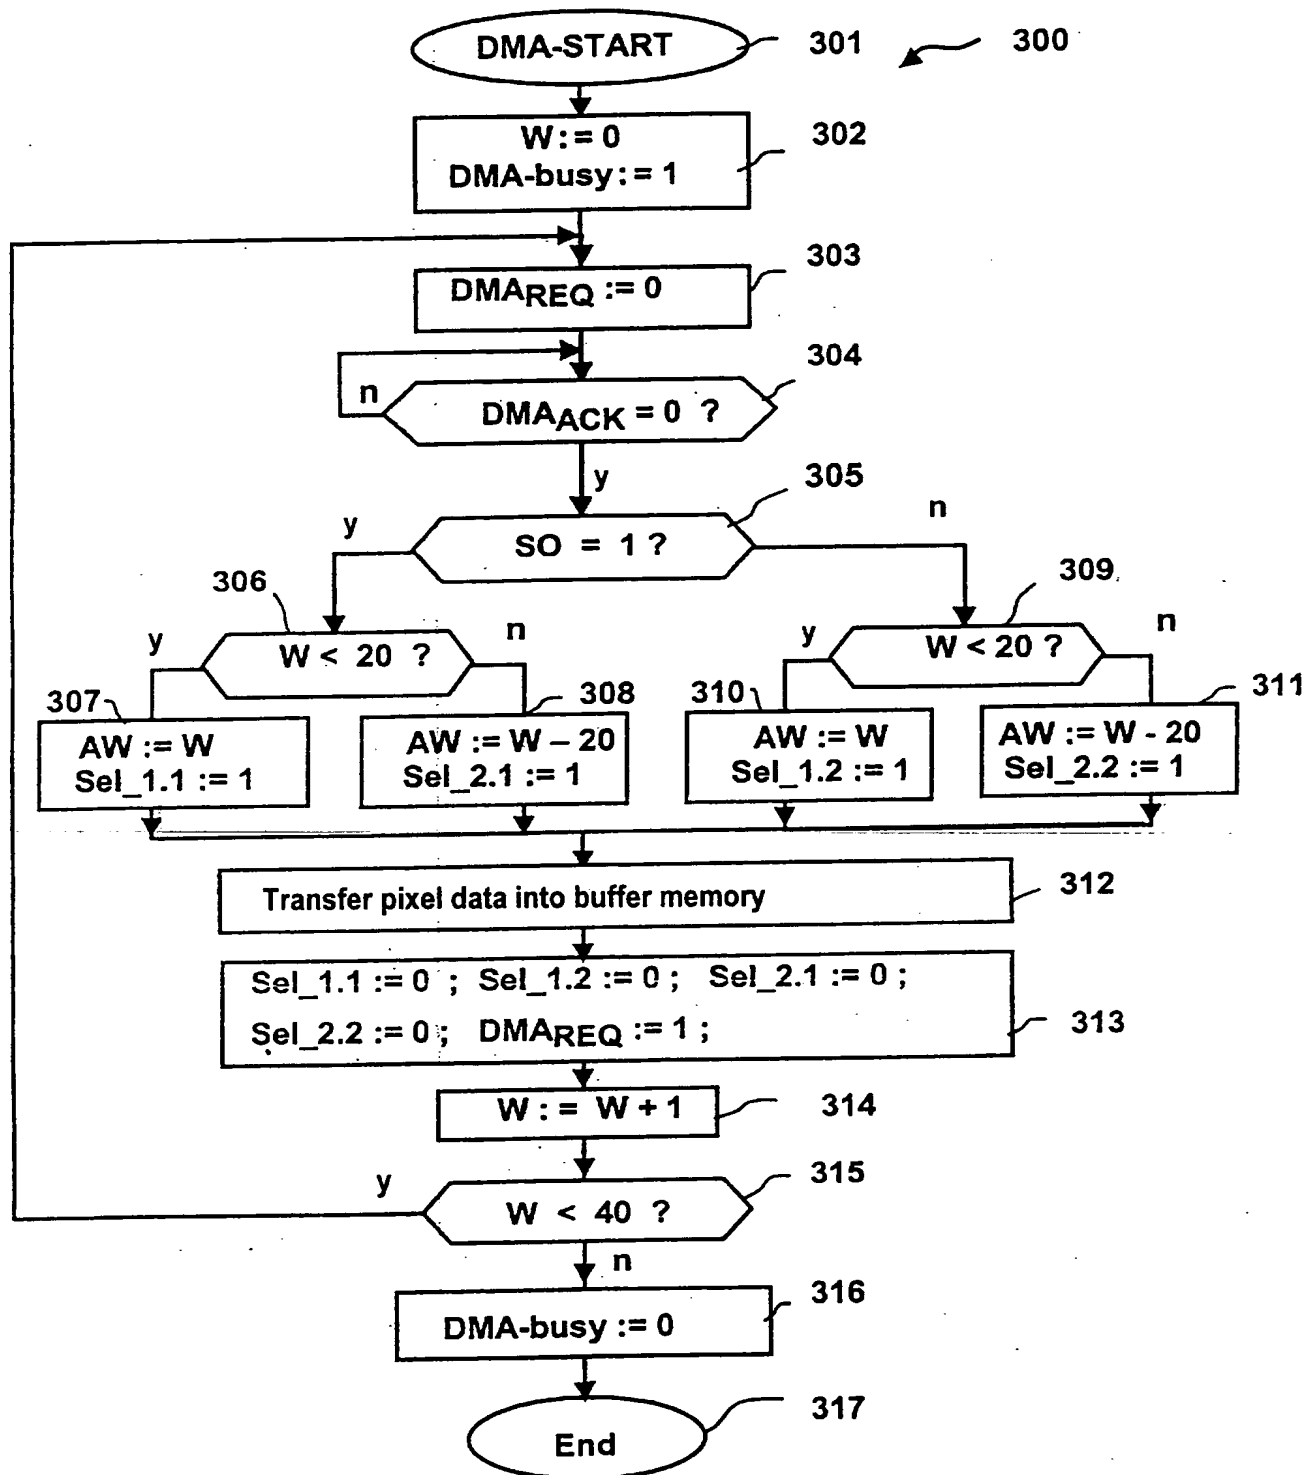 DMA-START 301 300
W := 0
DMA-busy := 1
302
303
DMAREQ := 0
304
n
DMAACK = 0 ?
y
305
y
n
SO = 1 ?
306
309
y
W < 20 ?
n
y
W < 20 ?
n
307
308
310
311
AW := W
Sel_1.1 := 1
AW := W – 20
Sel_2.1 := 1
AW := W
Sel_1.2 := 1
AW := W - 20
Sel_2.2 := 1
Transfer pixel data into buffer memory
312
Sel_1.1 := 0 ; Sel_1.2 := 0 ; Sel_2.1 := 0 ;
Sel_2.2 := 0 ; DMAREQ := 1 ;
313
W := W + 1
314
315
y
W < 40 ?
n
316
DMA-busy := 0
317
End